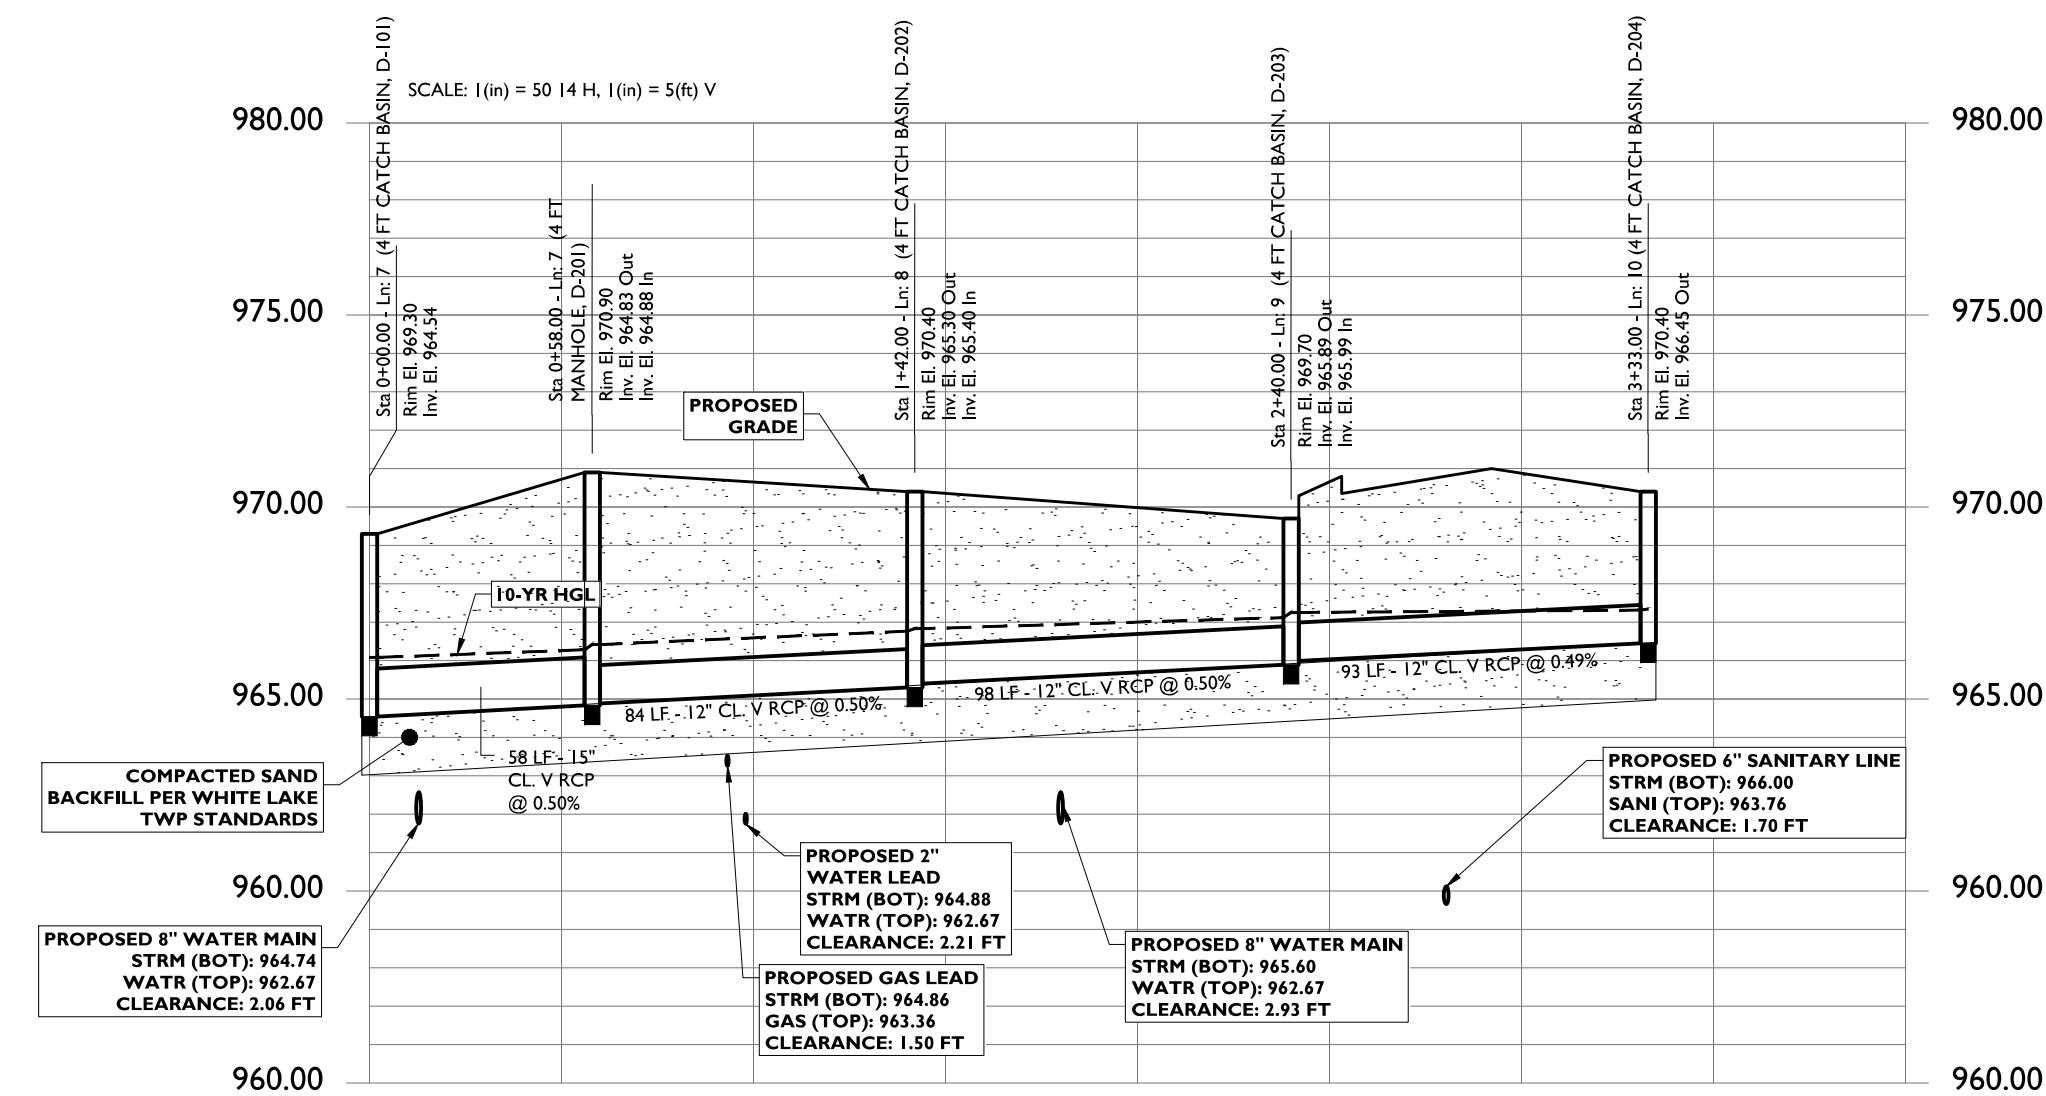 Sta 0+00.00 - Ln: 7 (4 FT CATCH BASIN, D-101)
Rim El. 969.30
Inv. El. 964.54
SCALE: 1(in) = 50 14 H, 1(in) = 5(ft) V
Sta 0+58.00 - Ln: 7 (4 FT
MANHOLE, D-201)
Rim El. 970.90
Inv. El. 964.83 Out
Inv. El. 964.88 In
Sta 1+42.00 - Ln: 8 (4 FT CATCH BASIN, D-202)
Rim El. 970.40
Inv. El. 965.30 Out
Inv. El. 965.40 In
Sta 2+40.00 - Ln: 9 (4 FT CATCH BASIN, D-203)
Rim El. 969.70
Inv. El. 965.89 Out
Inv. El. 965.99 In
Sta 3+33.00 - Ln: 10 (4 FT CATCH BASIN, D-204)
Rim El. 970.40
Inv. El. 966.45 Out
980.00
980.00
975.00
975.00
PROPOSED
GRADE
970.00
970.00
10-YR HGL
965.00
965.00
58 LF - 15"
CL. V RCP
@ 0.50%
84 LF - 12" CL. V RCP @ 0.50%
98 LF - 12" CL. V RCP @ 0.50%
93 LF - 12" CL. V RCP @ 0.49%
COMPACTED SAND
BACKFILL PER WHITE LAKE
TWP STANDARDS
PROPOSED 6" SANITARY LINE
STRM (BOT): 966.00
SANI (TOP): 963.76
CLEARANCE: 1.70 FT
960.00
960.00
PROPOSED 2"
WATER LEAD
STRM (BOT): 964.88
WATR (TOP): 962.67
CLEARANCE: 2.21 FT
PROPOSED 8" WATER MAIN
STRM (BOT): 964.74
WATR (TOP): 962.67
CLEARANCE: 2.06 FT
PROPOSED 8" WATER MAIN
STRM (BOT): 965.60
WATR (TOP): 962.67
CLEARANCE: 2.93 FT
PROPOSED GAS LEAD
STRM (BOT): 964.86
GAS (TOP): 963.36
CLEARANCE: 1.50 FT
960.00
960.00